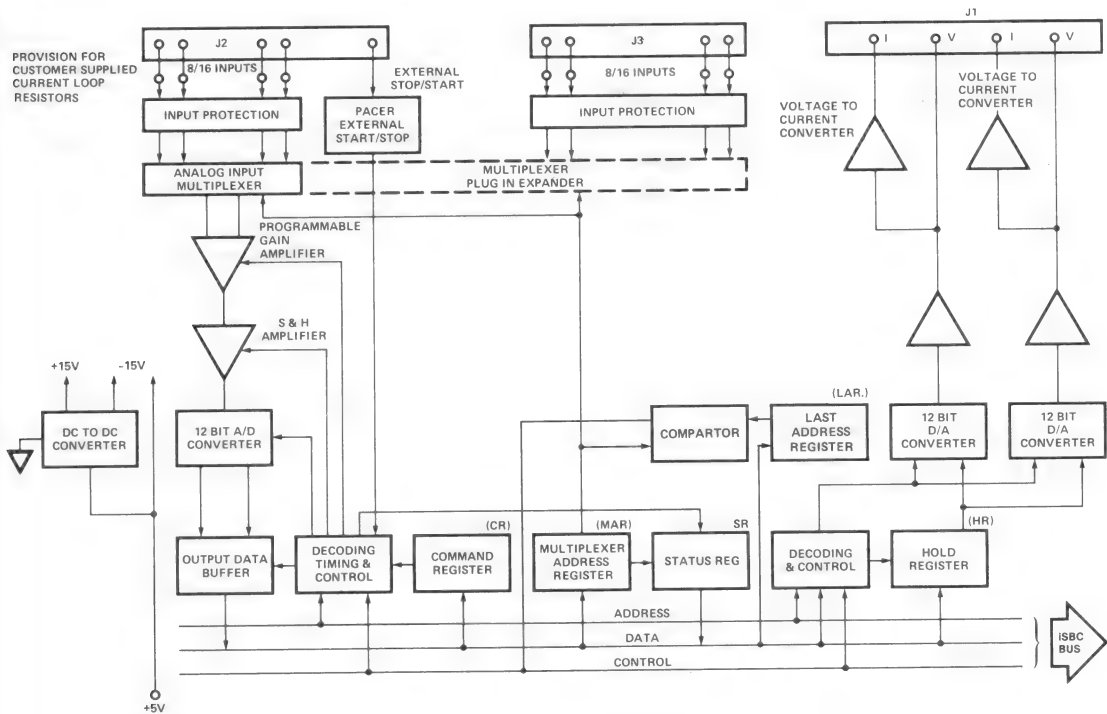 J2
J3
J1
I
V
I
V
PROVISION FOR
CUSTOMER SUPPLIED
CURRENT LOOP
RESISTORS
8/16 INPUTS
EXTERNAL
STOP/START
8/16 INPUTS
VOLTAGE TO
CURRENT
CONVERTER
VOLTAGE TO
CURRENT
CONVERTER
INPUT PROTECTION
PACER
EXTERNAL
START/STOP
INPUT PROTECTION
ANALOG INPUT
MULTIPLEXER
MULTIPLEXER
PLUG IN EXPANDER
PROGRAMMABLE
GAIN
AMPLIFIER
S & H
AMPLIFIER
+15V
-15V
DC TO DC
CONVERTER
12 BIT A/D
CONVERTER
COMPARTOR
(LAR.)
LAST
ADDRESS
REGISTER
12 BIT
D/A
CONVERTER
12 BIT
D/A
CONVERTER
OUTPUT DATA
BUFFER
DECODING
TIMING &
CONTROL
(CR)
COMMAND
REGISTER
(MAR)
MULTIPLEXER
ADDRESS
REGISTER
SR
STATUS REG
DECODING
& CONTROL
(HR)
HOLD
REGISTER
ADDRESS
DATA
CONTROL
iSBC
BUS
+5V